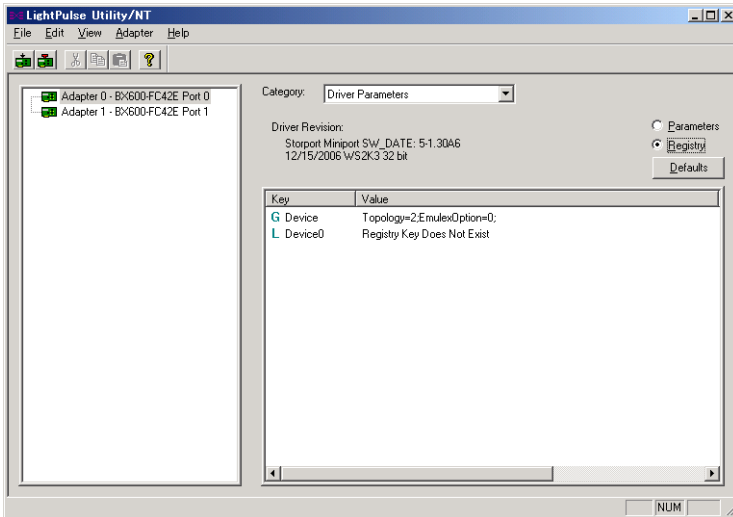 LightPulse Utility/NT
File Edit View Adapter Help
Adapter 0 - BX600-FC42E Port 0
Adapter 1 - BX600-FC42E Port 1
Category: Driver Parameters
Driver Revision:
Storport Miniport SW_DATE: 5-1.30A6
12/15/2006 WS2K3 32 bit
Parameters
Registry
Defaults
Key Value
G Device Topology=2;EmulexOption=0;
L Device0 Registry Key Does Not Exist
NUM